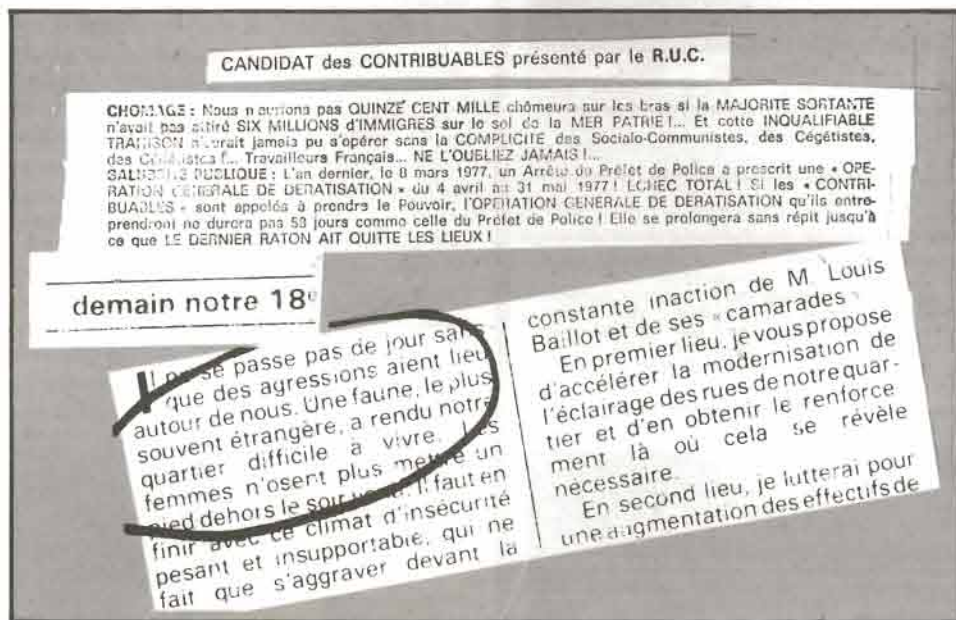 CANDIDAT des CONTRIBUABLES présenté par le R.U.C.
CHOMAGE : Nous n'aurions pas QUINZE CENT MILLE chômeurs sur les bras si la MAJORITE SORTANTE
n'avait pas attiré SIX MILLIONS d'IMMIGRES sur le sol de la MER PATRIE !... Et cette INQUALIFIABLE
TRAHISON n'aurait jamais pu s'opérer sans la COMPLICITE des Socialo-Communistes, des Cégétistes,
des !... Travailleurs Français... NE L'OUBLIEZ JAMAIS !...
SALUBRITE PUBLIQUE : L'an dernier, le 8 mars 1977, un Arrêté du Préfet de Police a prescrit une « OPE-
RATION GENERALE DE DERATISATION » du 4 avril au 31 mai 1977 ! ECHEC TOTAL ! SI les « CONTRI-
BUABLES » sont appelés à prendre le Pouvoir, l'OPERATION GENERALE DE DERATISATION qu'ils entre-
prendront ne durera pas 58 jours comme celle du Préfet de Police ! Elle se prolongera sans répit jusqu'à
ce que LE DERNIER RATON AIT QUITTE LES LIEUX !
demain notre 18e
Il ne se passe pas de jour sans
que des agressions aient lieu
autour de nous. Une faune, le plus
souvent étrangère, a rendu notre
quartier difficile à vivre. Les
femmes n'osent plus mettre un
pied dehors le soir venu. Il faut en
finir avec ce climat d'insécurité
pesant et insupportable, qui ne
fait que s'aggraver devant la
constante inaction de M. Louis
Baillot et de ses « camarades »
En premier lieu, je vous propose
d'accélérer la modernisation de
l'éclairage des rues de notre quar-
tier et d'en obtenir le renforce-
ment là où cela se révèle
nécessaire.
En second lieu, je lutterai pour
une augmentation des effectifs de